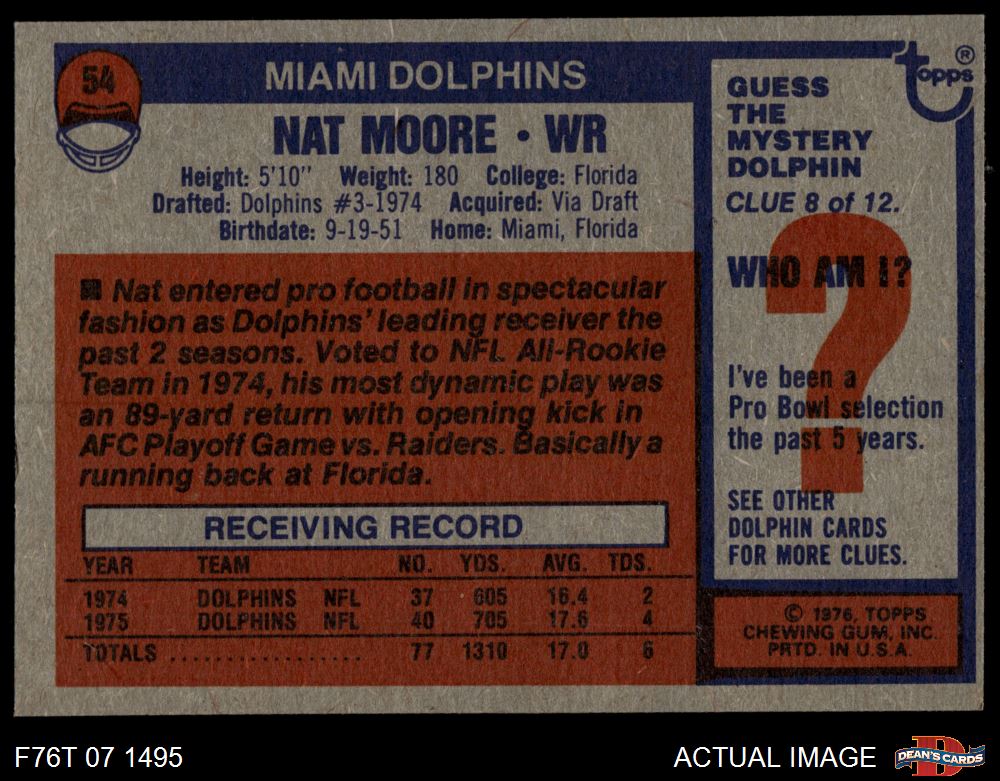 54
MIAMI DOLPHINS
NAT MOORE • WR
Height: 5'10" Weight: 180 College: Florida
Drafted: Dolphins #3-1974 Acquired: Via Draft
Birthdate: 9-19-51 Home: Miami, Florida
■ Nat entered pro football in spectacular
fashion as Dolphins' leading receiver the
past 2 seasons. Voted to NFL All-Rookie
Team in 1974, his most dynamic play was
an 89-yard return with opening kick in
AFC Playoff Game vs. Raiders. Basically a
running back at Florida.
RECEIVING RECORD
YEAR TEAM NO. YDS. AVG. TDS.
1974 DOLPHINS NFL 37 605 16.4 2
1975 DOLPHINS NFL 40 705 17.6 4
TOTALS .................. 77 1310 17.0 6
topps ®
GUESS
THE
MYSTERY
DOLPHIN
CLUE 8 of 12.
?
WHO AM I?
I've been a
Pro Bowl selection
the past 5 years.
SEE OTHER
DOLPHIN CARDS
FOR MORE CLUES.
© 1976, TOPPS
CHEWING GUM, INC.
PRTD. IN U.S.A.
F76T 07 1495
ACTUAL IMAGE
D
DEAN'S CARDS